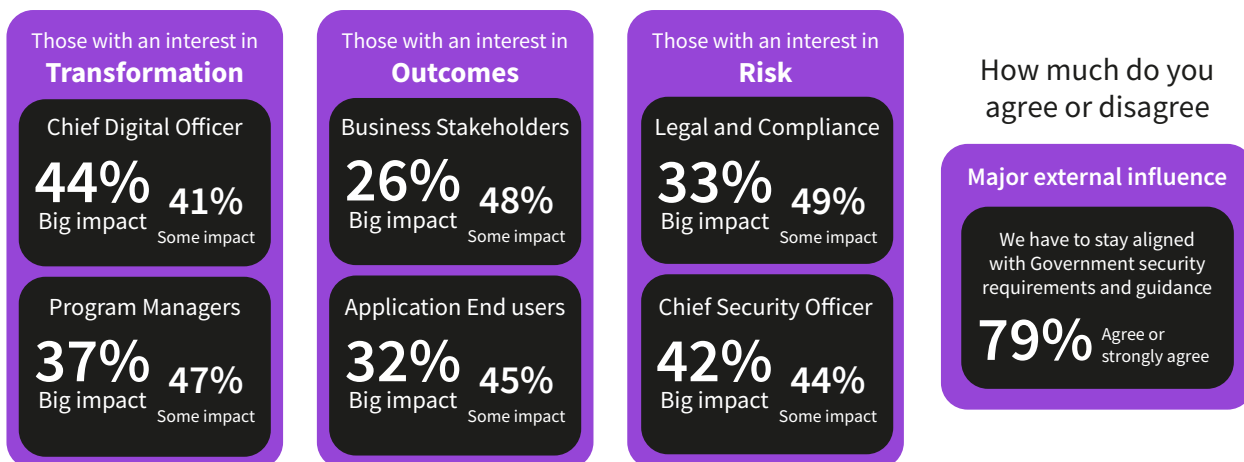 Those with an interest in
Transformation
Chief Digital Officer
44%
Big impact
41%
Some impact
Program Managers
37%
Big impact
47%
Some impact
Those with an interest in
Outcomes
Business Stakeholders
26%
Big impact
48%
Some impact
Application End users
32%
Big impact
45%
Some impact
Those with an interest in
Risk
Legal and Compliance
33%
Big impact
49%
Some impact
Chief Security Officer
42%
Big impact
44%
Some impact
How much do you
agree or disagree
Major external influence
We have to stay aligned
with Government security
requirements and guidance
79%
Agree or
strongly agree